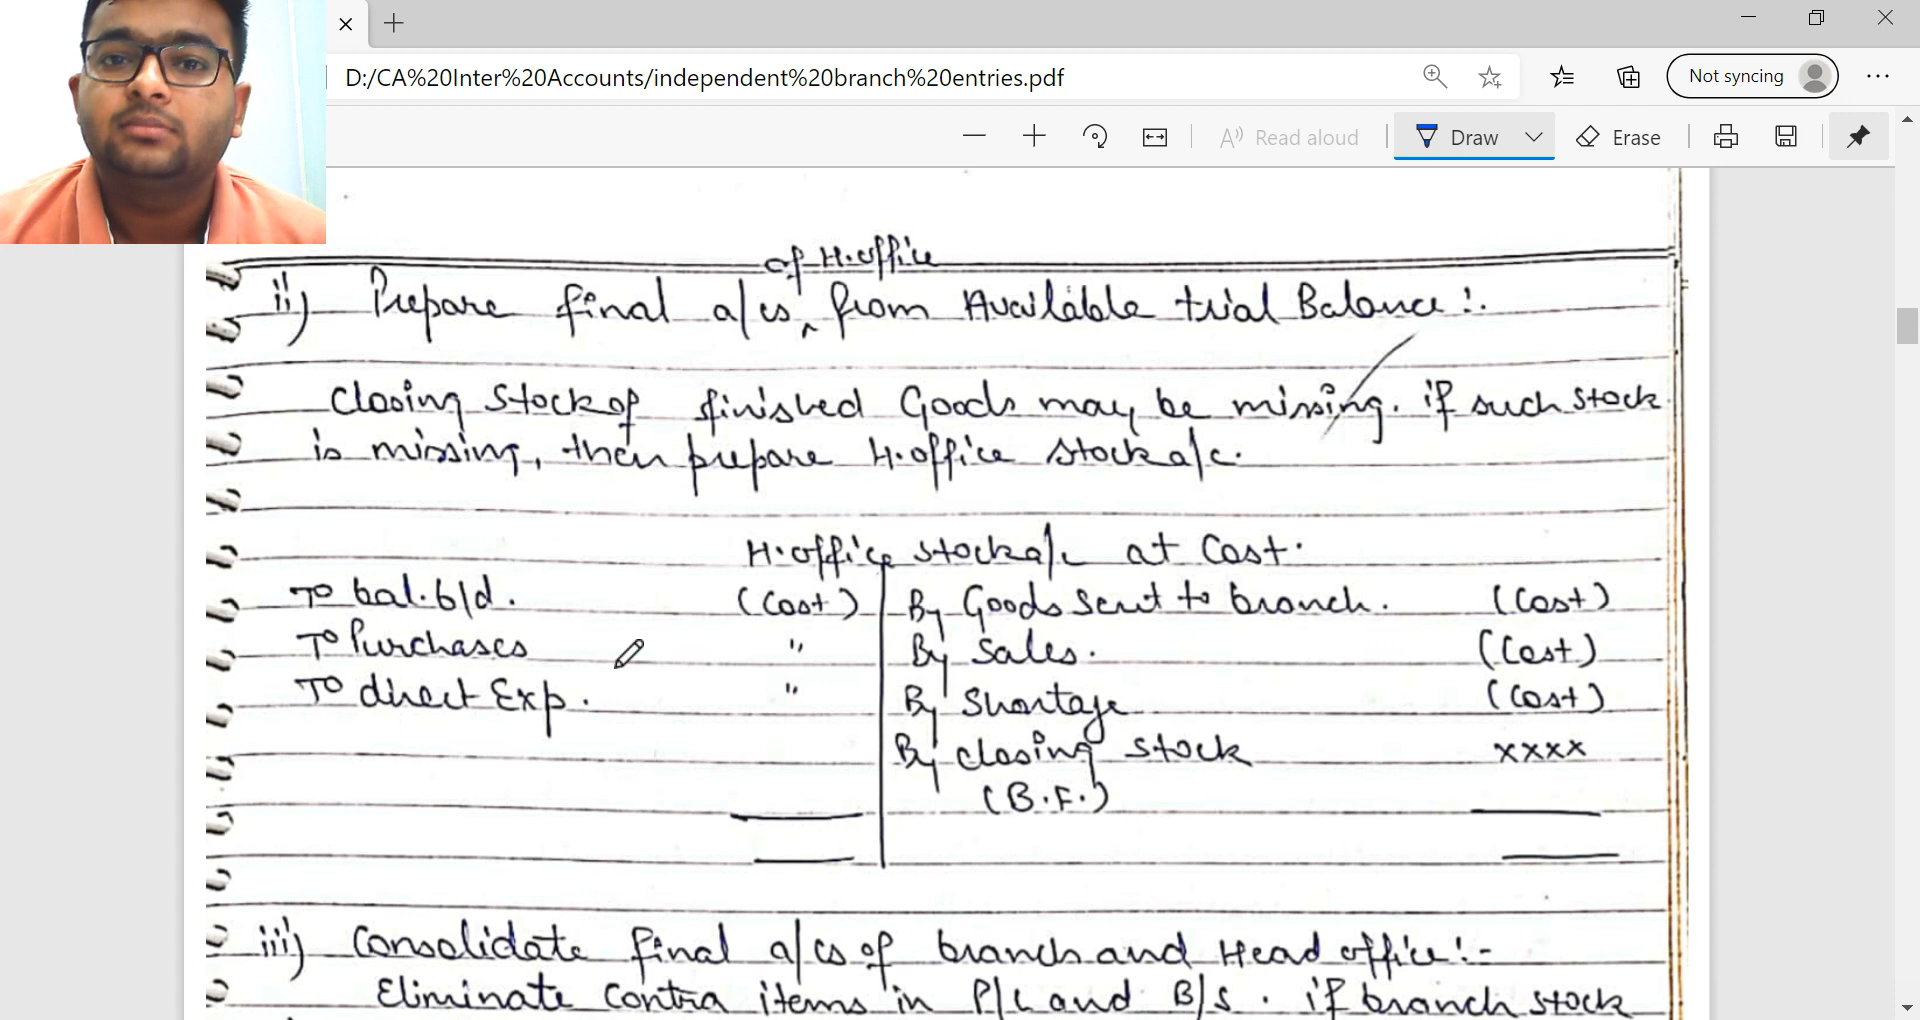 D:/CA%20Inter%20Accounts/independent%20branch%20entries.pdf
Not syncing
Read aloud
Draw
Erase
of H.office
ii) Prepare final a/cs ^ from Available trial Balance :.
Closing Stock of finished Goods may be missing. if such stock
is missing, then prepare H.office stock a/c.
H.office stock a/c at Cost.
To bal. b/d. (Cost) By Goods sent to branch. (Cost)
To Purchases " By Sales. (Cost)
To direct Exp. " By Shortage (Cost)
By closing stock xxxx
(B.F.)
iii) Consolidate final a/cs of branch and Head office :-
Eliminate contra items in P/L and B/S. if branch stock